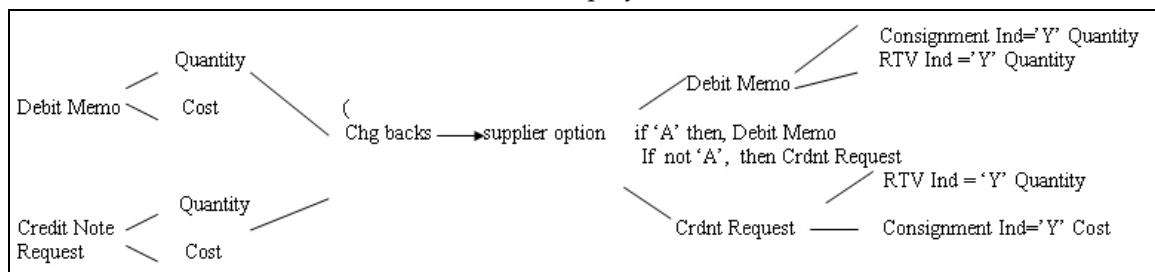 Consignment Ind='Y' Quantity
Quantity
RTV Ind ='Y' Quantity
Debit Memo
Debit Memo
Cost
(
Chg backs
supplier option
if 'A' then, Debit Memo
If not 'A', then Crdnt Request
RTV Ind = 'Y' Quantity
Quantity
Credit Note
Request
Cost
Crdnt Request
Consignment Ind='Y' Cost